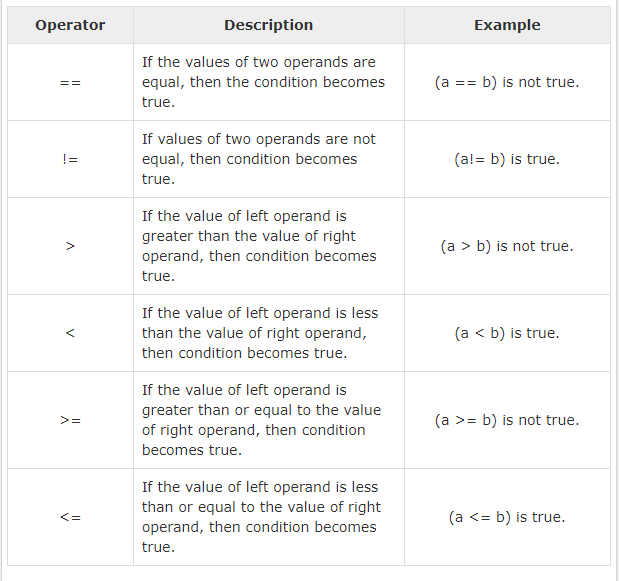 Operator Description Example
==
If the values of two operands are
equal, then the condition becomes
true.
(a == b) is not true.
!=
If values of two operands are not
equal, then condition becomes
true.
(a!= b) is true.
>
If the value of left operand is
greater than the value of right
operand, then condition becomes
true.
(a > b) is not true.
<
If the value of left operand is less
than the value of right operand,
then condition becomes true.
(a < b) is true.
>=
If the value of left operand is
greater than or equal to the value
of right operand, then condition
becomes true.
(a >= b) is not true.
<=
If the value of left operand is less
than or equal to the value of right
operand, then condition becomes
true.
(a <= b) is true.